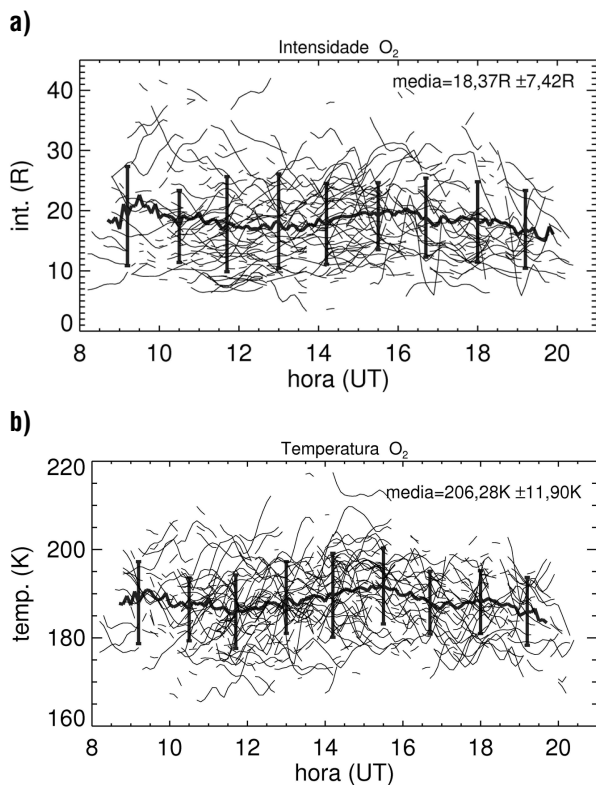 a)
Intensidade O₂
media=18,37R ±7,42R
40
30
20
10
0
int. (R)
8 10 12 14 16 18 20
hora (UT)
b)
Temperatura O₂
media=206,28K ±11,90K
220
200
180
160
temp. (K)
8 10 12 14 16 18 20
hora (UT)